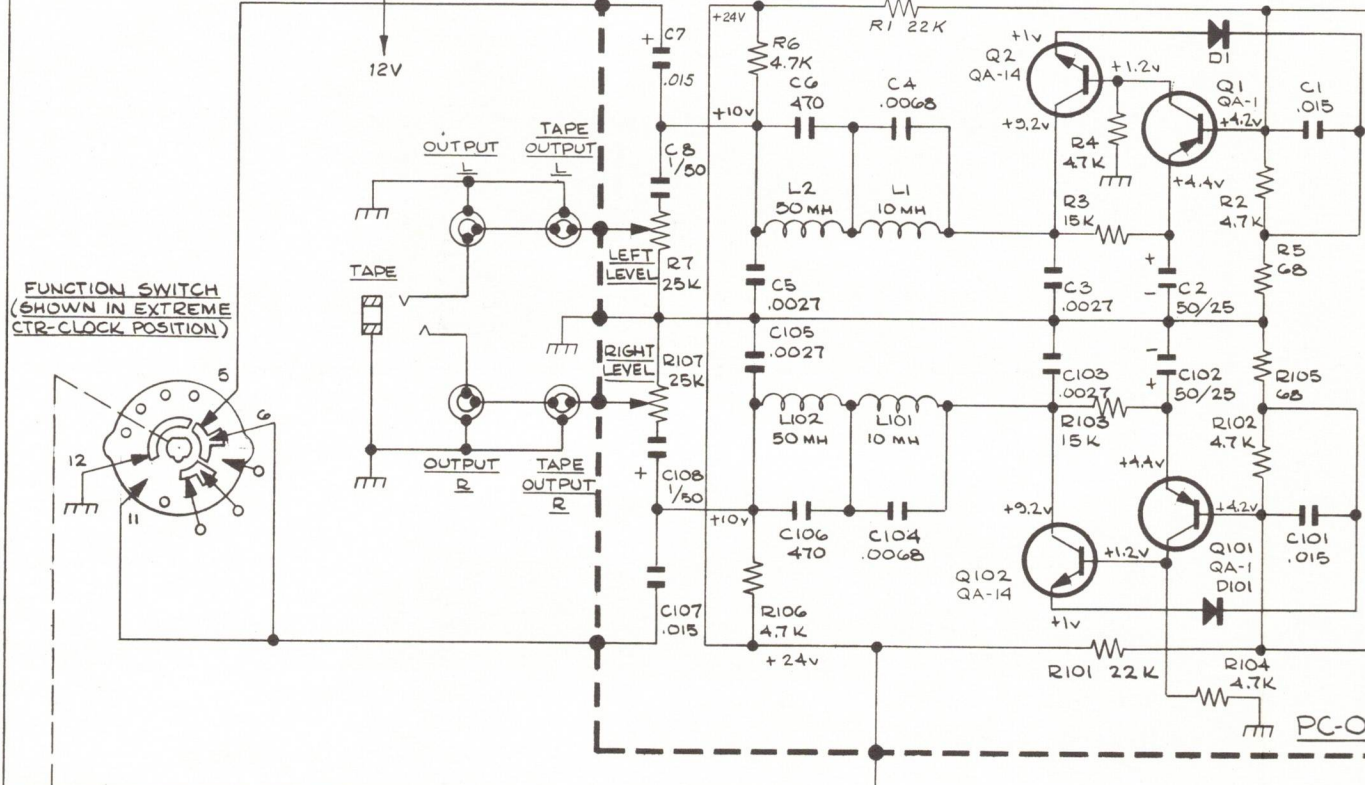 12V
OUTPUT
L
TAPE
OUTPUT
L
TAPE
OUTPUT
R
TAPE
OUTPUT
R
FUNCTION SWITCH
(SHOWN IN EXTREME
CTR-CLOCK POSITION)
5
6
12
11
+ C7
.015
C8
1/50
LEFT
LEVEL
R7
25K
RIGHT
LEVEL
R107
25K
+ C108
1/50
C107
.015
+24V
R1 22K
R6
4.7K
+10V
C6
470
C4
.0068
L2
50MH
L1
10MH
C5
.0027
C105
.0027
L102
50 MH
L101
10 MH
+10V
C106
470
C104
.0068
R106
4.7K
+24V
+1V
Q2
QA-14
+9.2V
+1.2V
R4
47K
D1
Q1
QA-1
+4.2V
C1
.015
+4.4V
R3
15K
R2
4.7K
R5
68
C3
.0027
+
-
C2
50/25
C103
.0027
-
+
C102
50/25
R105
68
R103
15K
R102
4.7K
+4.4V
+9.2V
+1.2V
+4.2V
Q102
QA-14
+1V
Q101
QA-1
D101
C101
.015
R101 22K
R104
4.7K
PC-